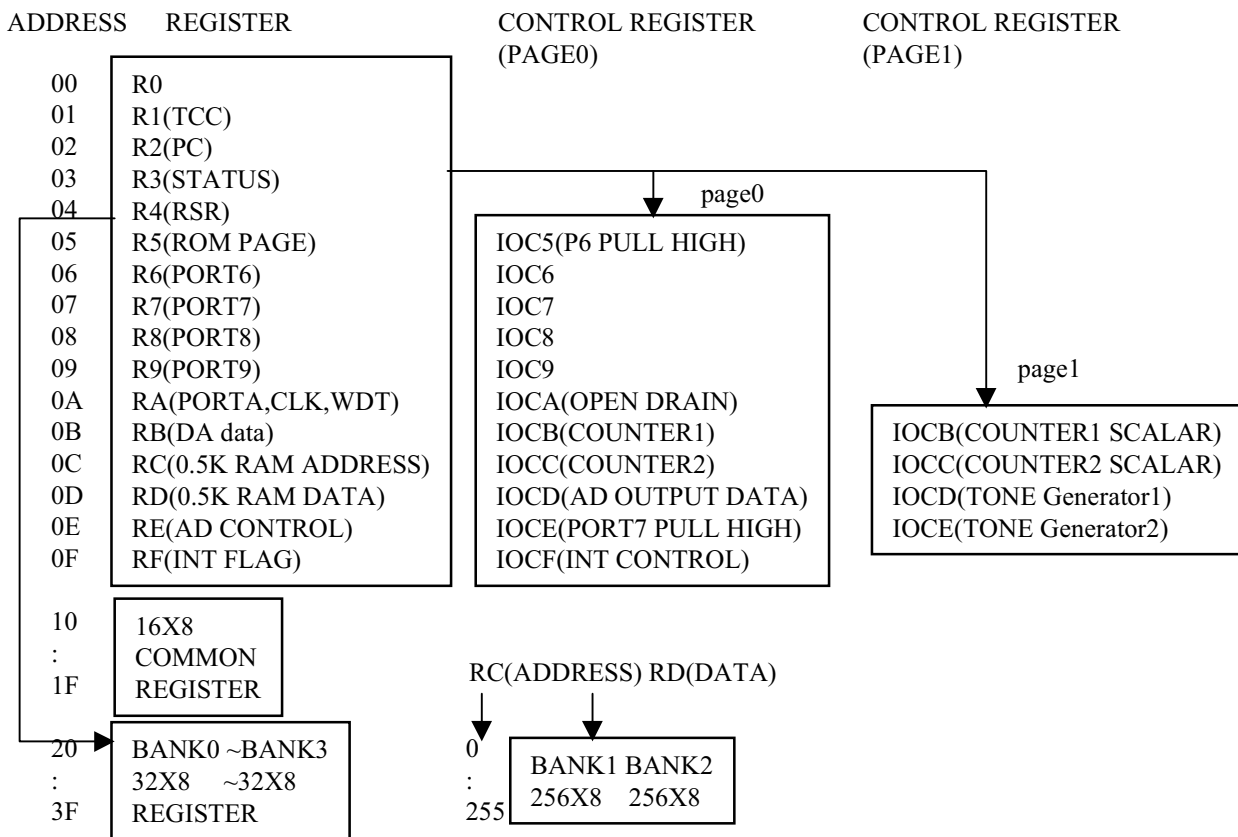 ADDRESS REGISTER CONTROL REGISTER CONTROL REGISTER
(PAGE0) (PAGE1)
00 R0
01 R1(TCC)
02 R2(PC)
03 R3(STATUS)
page0
04 R4(RSR)
05 R5(ROM PAGE) IOC5(P6 PULL HIGH)
06 R6(PORT6) IOC6
07 R7(PORT7) IOC7
08 R8(PORT8) IOC8
09 R9(PORT9) IOC9
page1
0A RA(PORTA,CLK,WDT) IOCA(OPEN DRAIN)
0B RB(DA data) IOCB(COUNTER1) IOCB(COUNTER1 SCALAR)
0C RC(0.5K RAM ADDRESS) IOCC(COUNTER2) IOCC(COUNTER2 SCALAR)
0D RD(0.5K RAM DATA) IOCD(AD OUTPUT DATA) IOCD(TONE Generator1)
0E RE(AD CONTROL) IOCE(PORT7 PULL HIGH) IOCE(TONE Generator2)
0F RF(INT FLAG) IOCF(INT CONTROL)
10 16X8
: COMMON
1F REGISTER
RC(ADDRESS) RD(DATA)
20 BANK0 ~BANK3 0
BANK1 BANK2
: 32X8 ~32X8 :
256X8 256X8
3F REGISTER 255